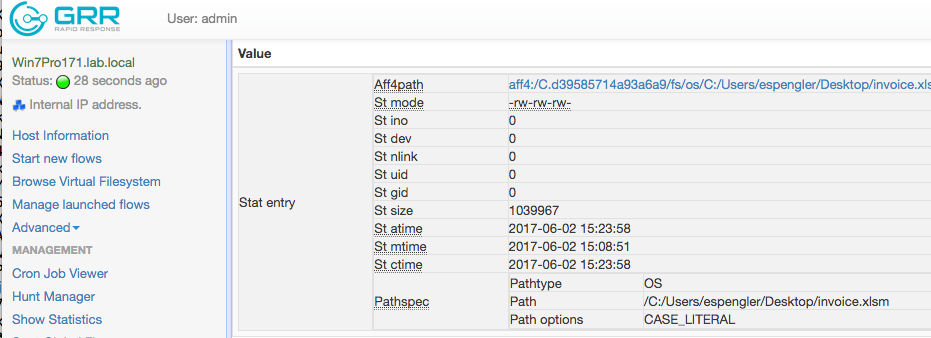 GRR
RAPID RESPONSE
User: admin
Win7Pro171.lab.local
Status: 28 seconds ago
Internal IP address.
Host Information
Start new flows
Browse Virtual Filesystem
Manage launched flows
Advanced
MANAGEMENT
Cron Job Viewer
Hunt Manager
Show Statistics
Value
Stat entry
Aff4path aff4:/C.d39585714a93a6a9/fs/os/C:/Users/espengler/Desktop/invoice.xls
St mode -rw-rw-rw-
St ino 0
St dev 0
St nlink 0
St uid 0
St gid 0
St size 1039967
St atime 2017-06-02 15:23:58
St mtime 2017-06-02 15:08:51
St ctime 2017-06-02 15:23:58
Pathspec
Pathtype OS
Path /C:/Users/espengler/Desktop/invoice.xlsm
Path options CASE_LITERAL